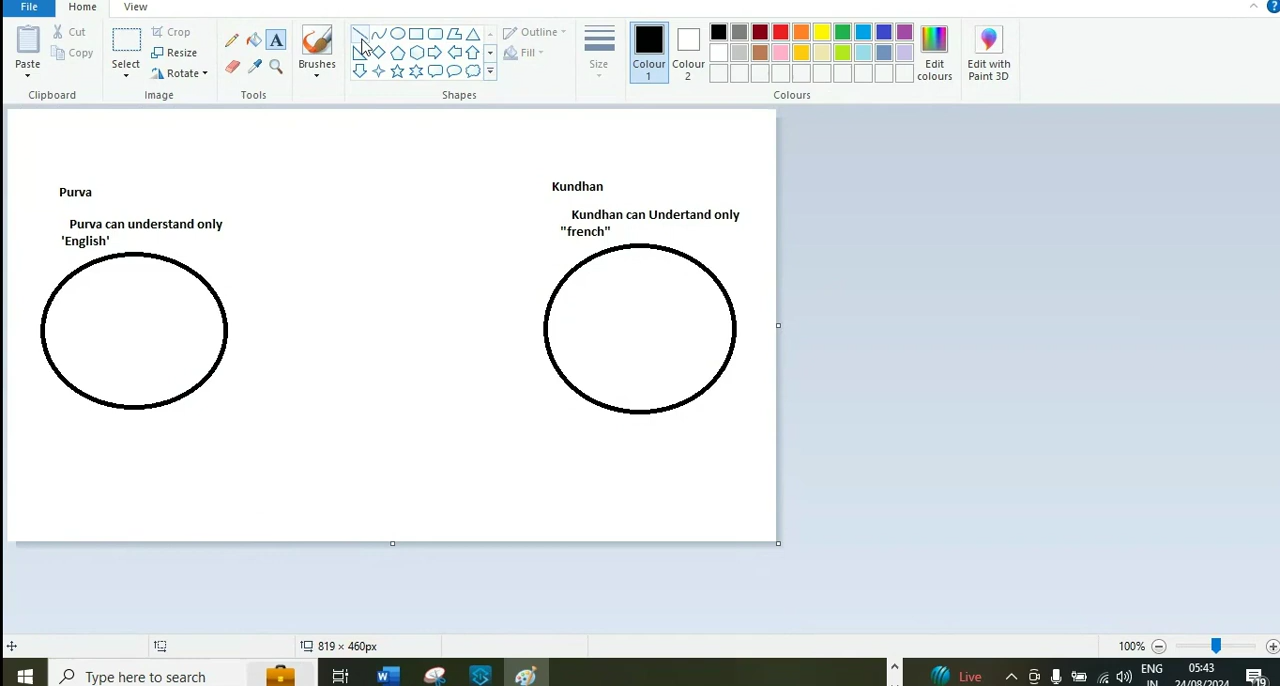 File
Home
View
Paste
Cut
Copy
Clipboard
Select
Crop
Resize
Rotate
Image
A
Tools
Brushes
Shapes
Outline
Fill
Size
Colour
1
Colour
2
Edit
colours
Edit with
Paint 3D
Colours
Purva
Purva can understand only
'English'
Kundhan
Kundhan can Undertand only
"french"
819 × 460px
100%
Type here to search
W
Live
ENG
IN
05:43
24/08/2024
19